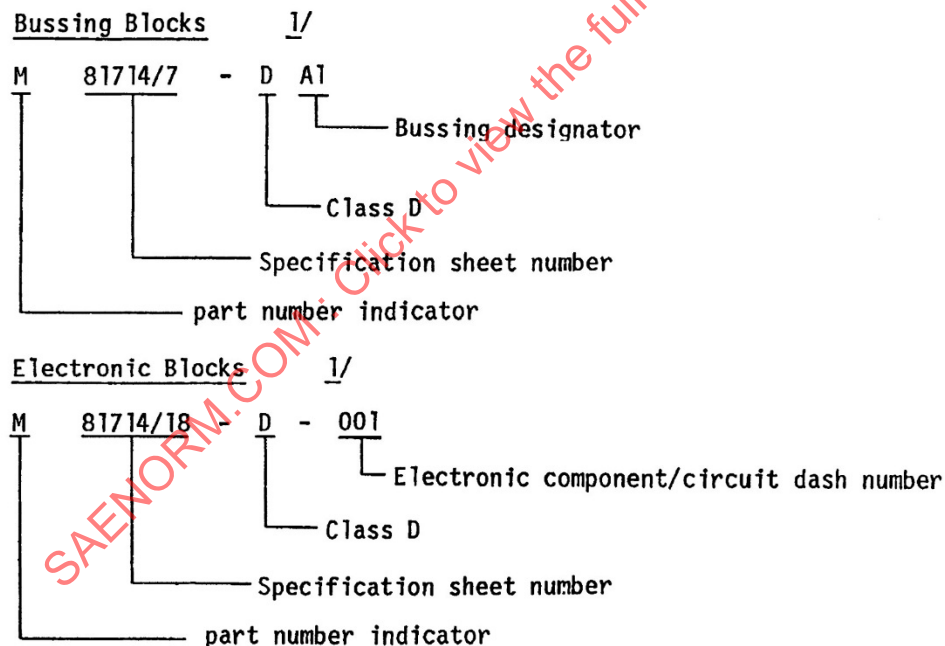 Bussing Blocks 1/
M 81714/7 - D A1
Bussing designator
Class D
Specification sheet number
part number indicator
Electronic Blocks 1/
M 81714/18 - D - 001
Electronic component/circuit dash number
Class D
Specification sheet number
part number indicator
SAENORM.COM : Click to view the full